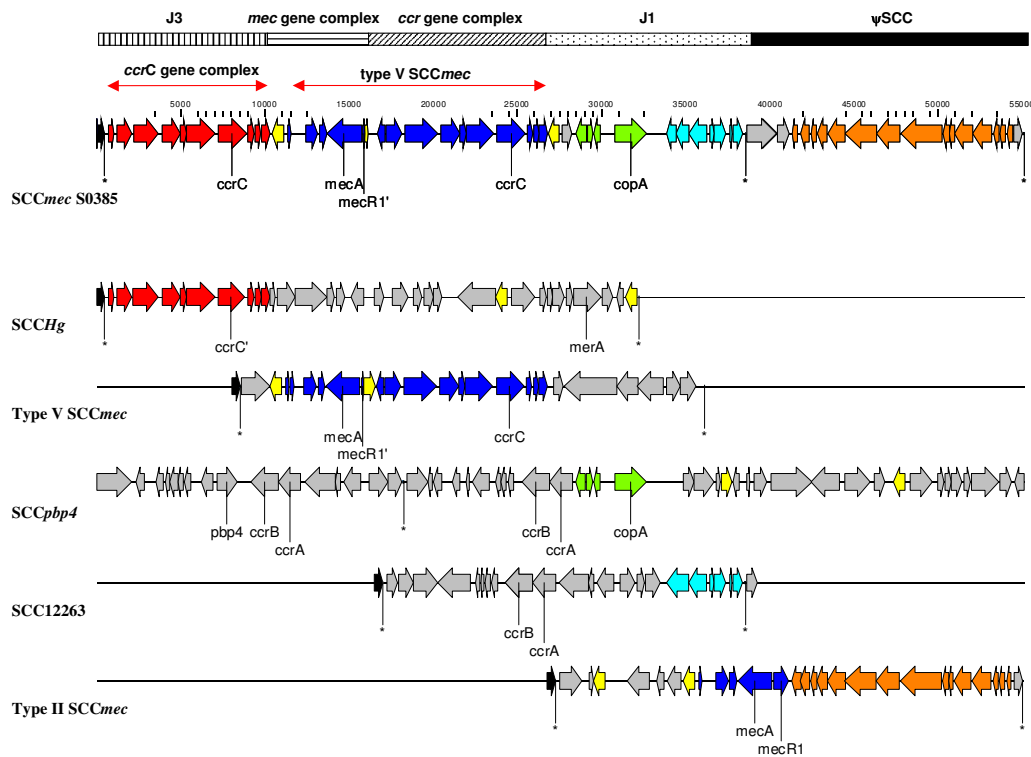 J3 mec gene complex ccr gene complex J1 ψSCC
ccrC gene complex type V SCCmec
5000 10000 15000 20000 25000 30000 35000 40000 45000 50000 55000
* ccrC mecA ccrC copA * *
mecR1'
SCCmec S0385
SCCHg
* ccrC' merA *
Type V SCCmec
* mecA ccrC *
mecR1'
SCCpbp4
pbp4 ccrB * ccrB copA
ccrA ccrA
SCC12263
* ccrB *
ccrA
Type II SCCmec
* mecA *
mecR1